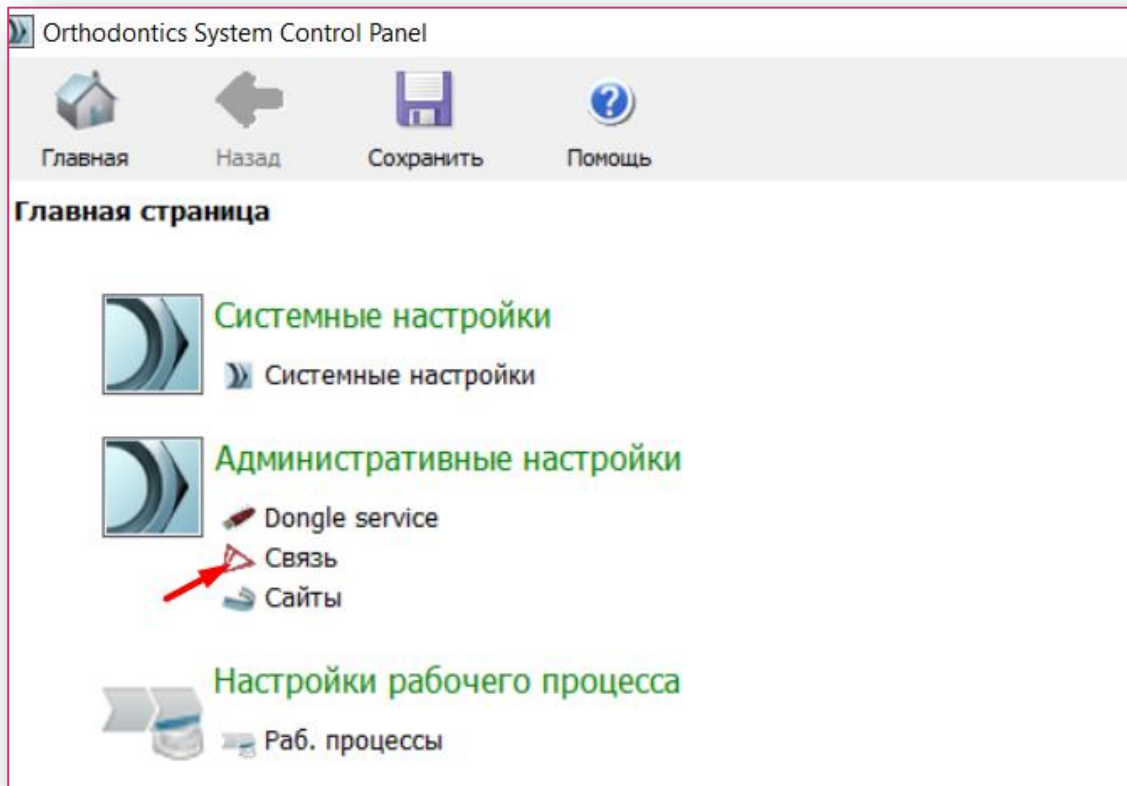 Orthodontics System Control Panel
Главная Назад Сохранить Помощь
Главная страница
Системные настройки
Системные настройки
Административные настройки
Dongle service
Связь
Сайты
Настройки рабочего процесса
Раб. процессы